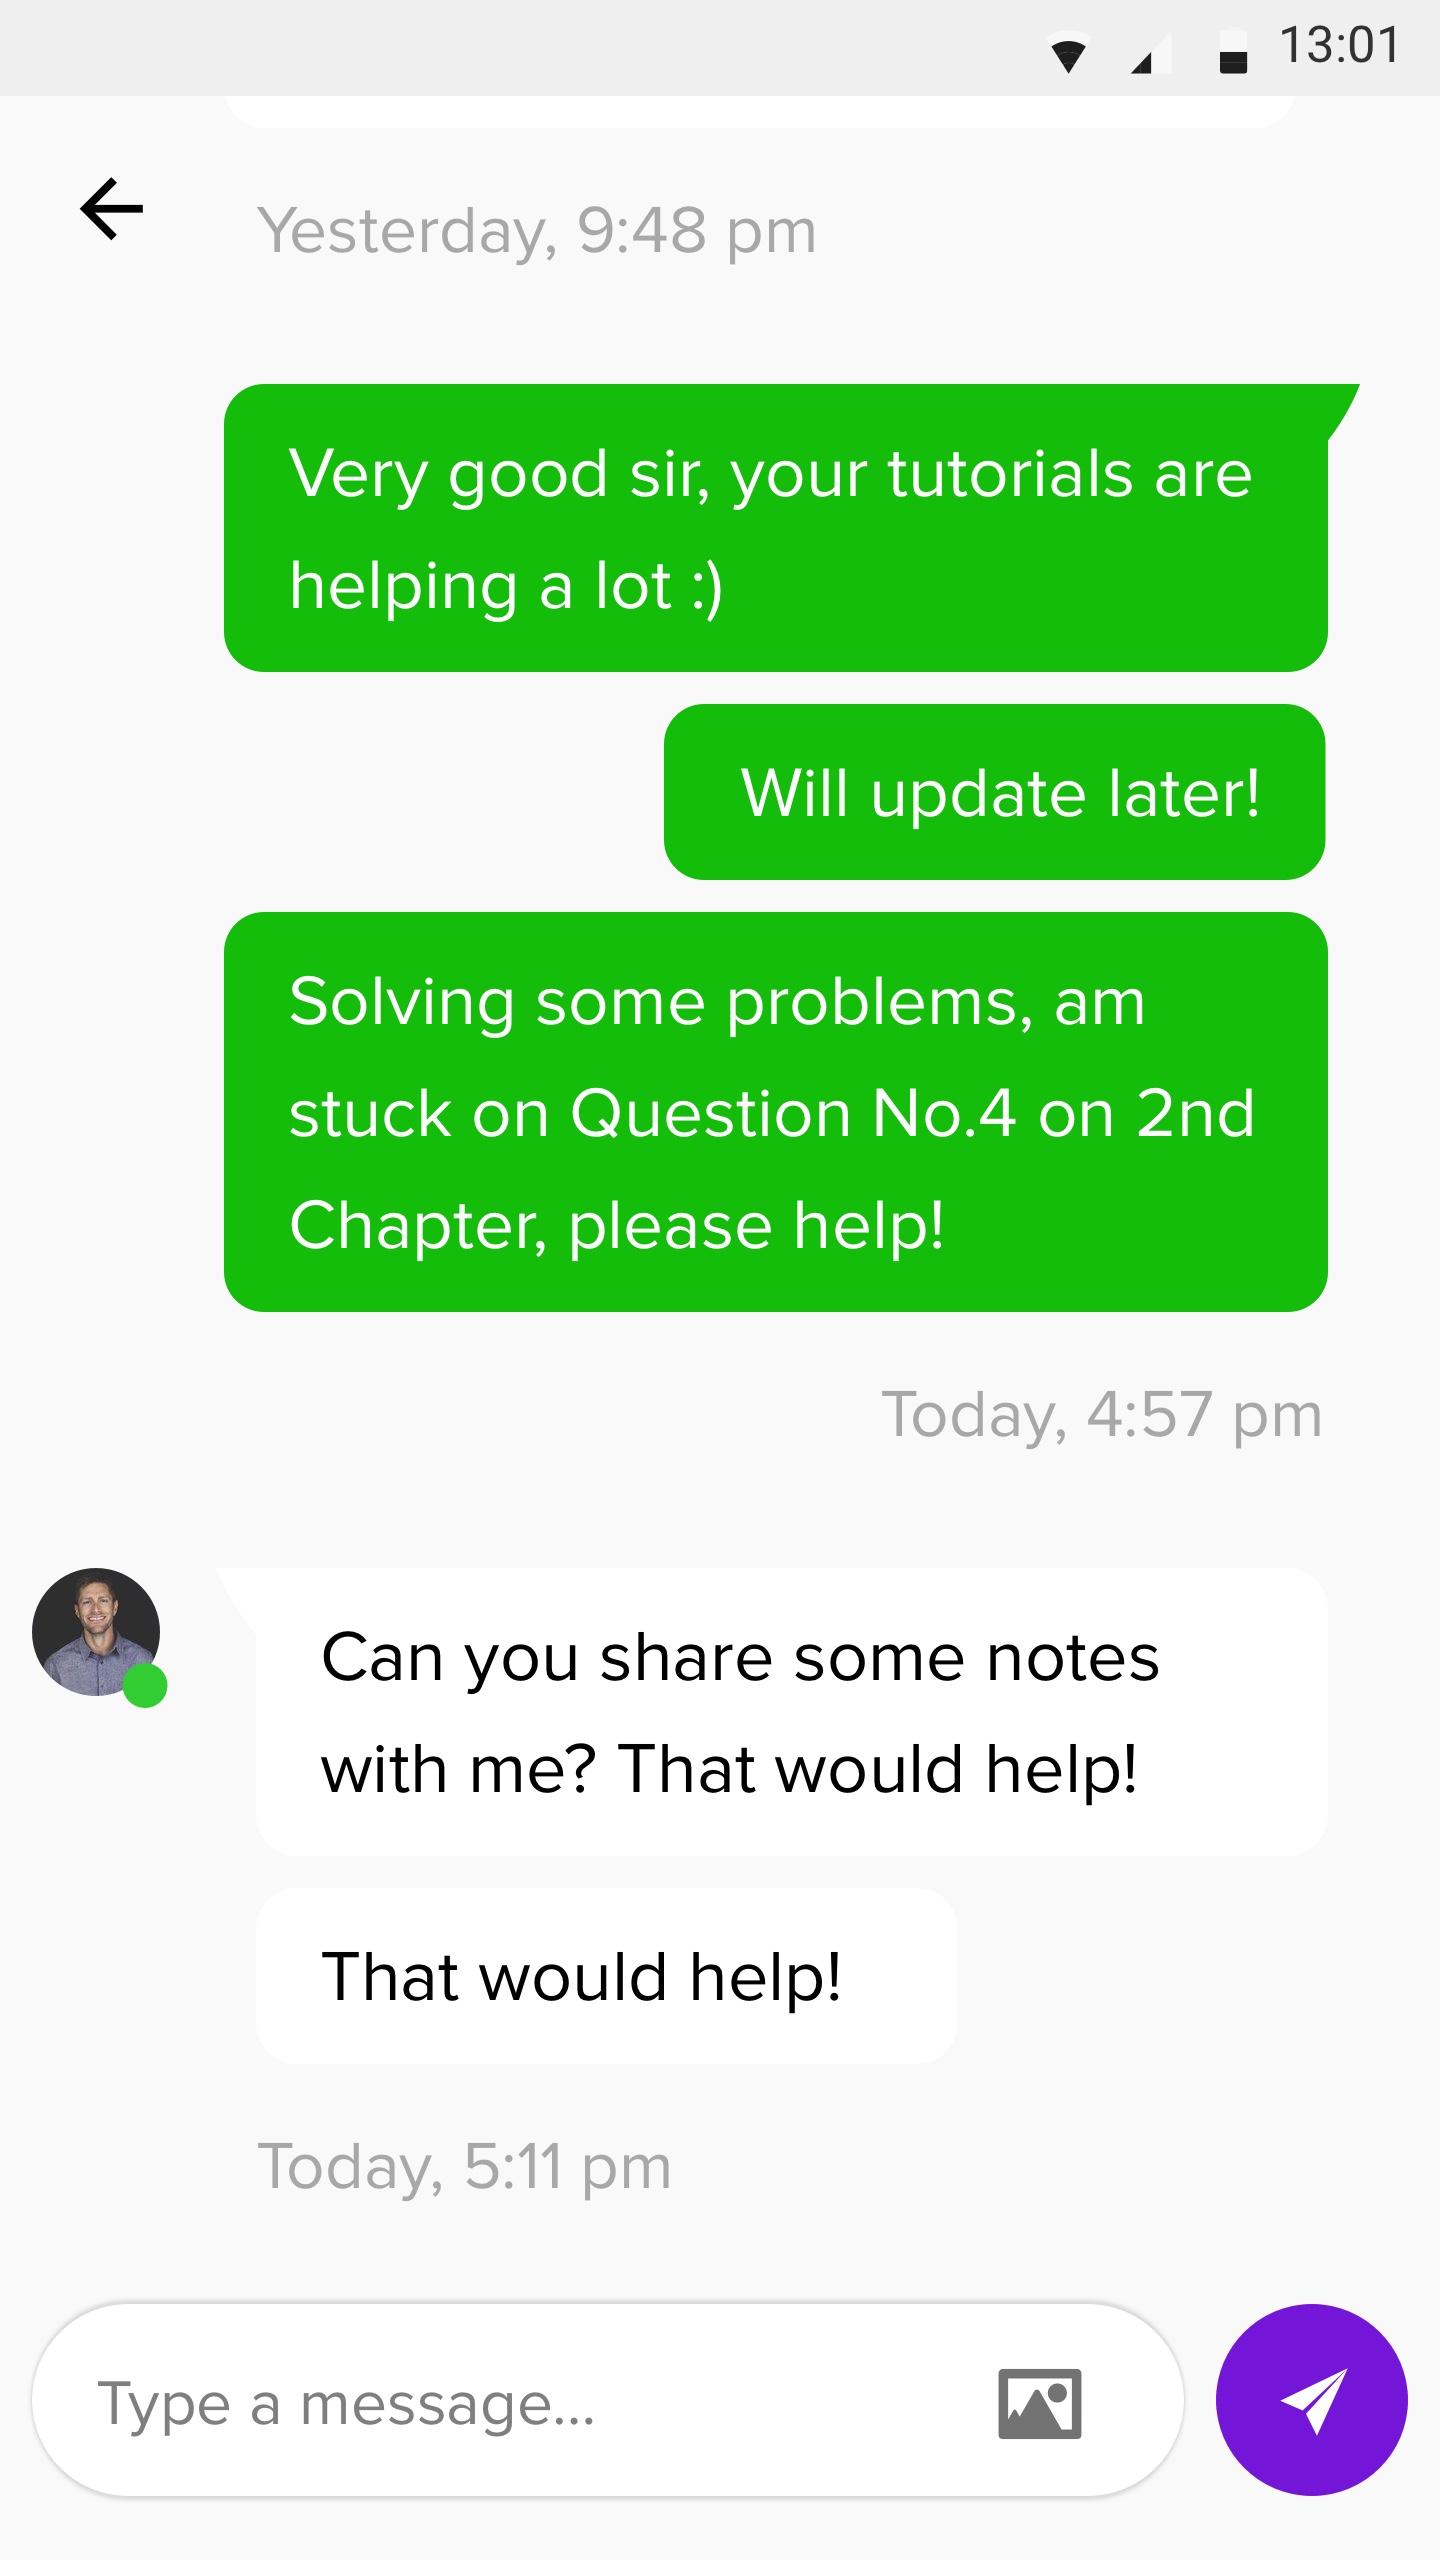 13:01
Yesterday, 9:48 pm
Very good sir, your tutorials are
helping a lot :)
Will update later!
Solving some problems, am
stuck on Question No.4 on 2nd
Chapter, please help!
Today, 4:57 pm
Can you share some notes
with me? That would help!
That would help!
Today, 5:11 pm
Type a message...